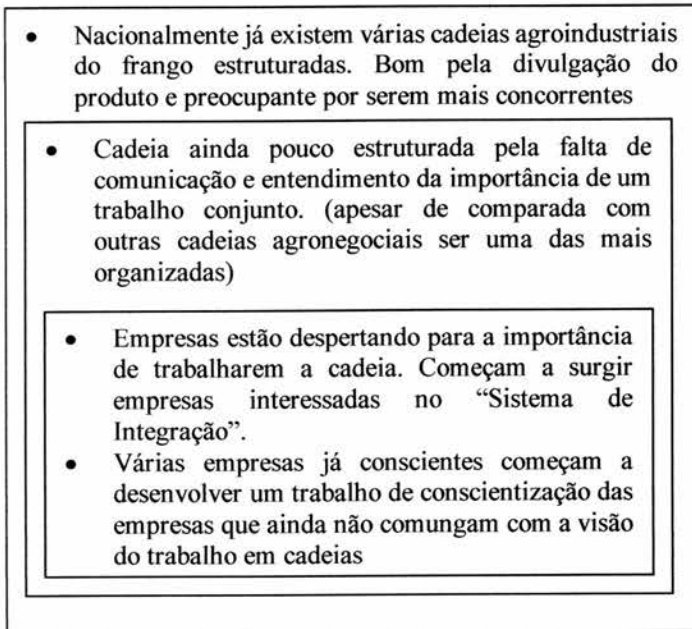 • Nacionalmente já existem várias cadeias agroindustriais
do frango estruturadas. Bom pela divulgação do
produto e preocupante por serem mais concorrentes
• Cadeia ainda pouco estruturada pela falta de
comunicação e entendimento da importância de um
trabalho conjunto. (apesar de comparada com
outras cadeias agronegociais ser uma das mais
organizadas)
• Empresas estão despertando para a importância
de trabalharem a cadeia. Começam a surgir
empresas interessadas no “Sistema de
Integração”.
• Várias empresas já conscientes começam a
desenvolver um trabalho de conscientização das
empresas que ainda não comungam com a visão
do trabalho em cadeias